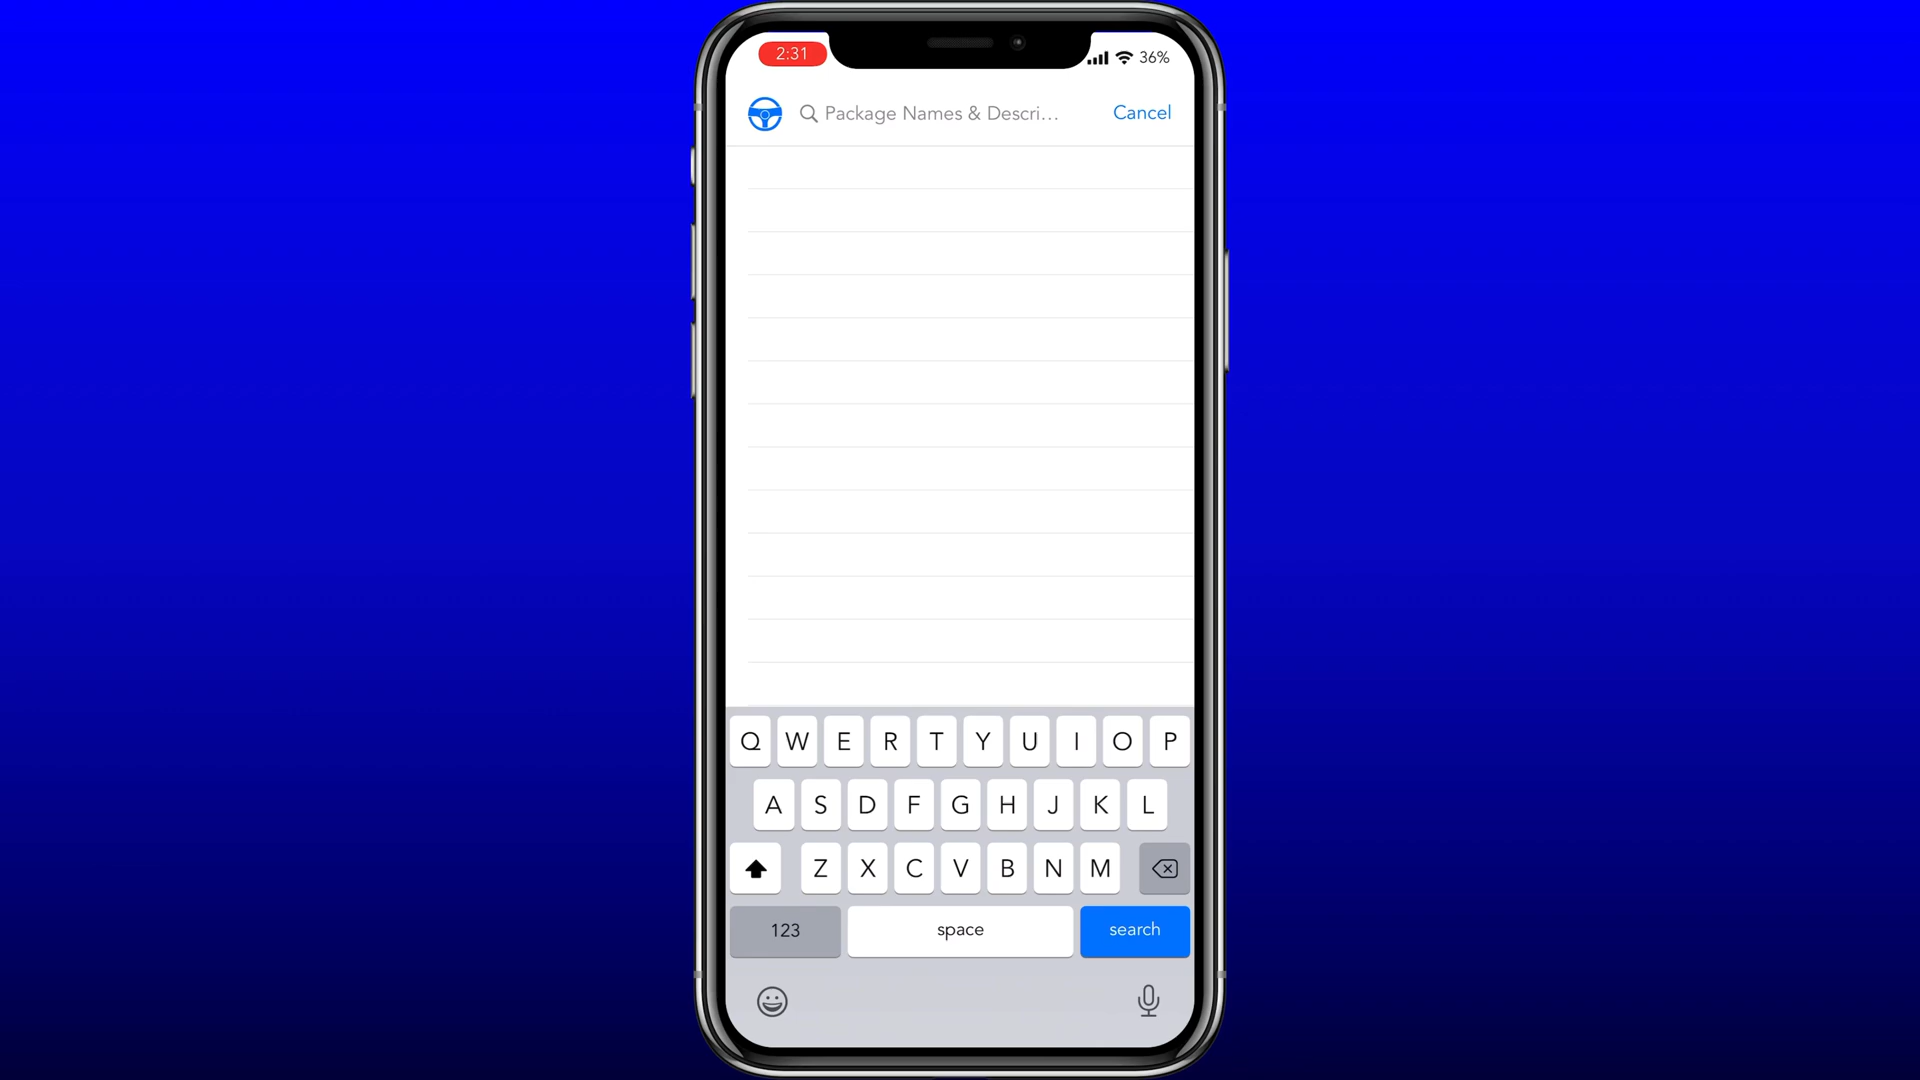 2:31
36%
Package Names & Descri...
Cancel
Q W E R T Y U I O P
A S D F G H J K L
Z X C V B N M
123 space search